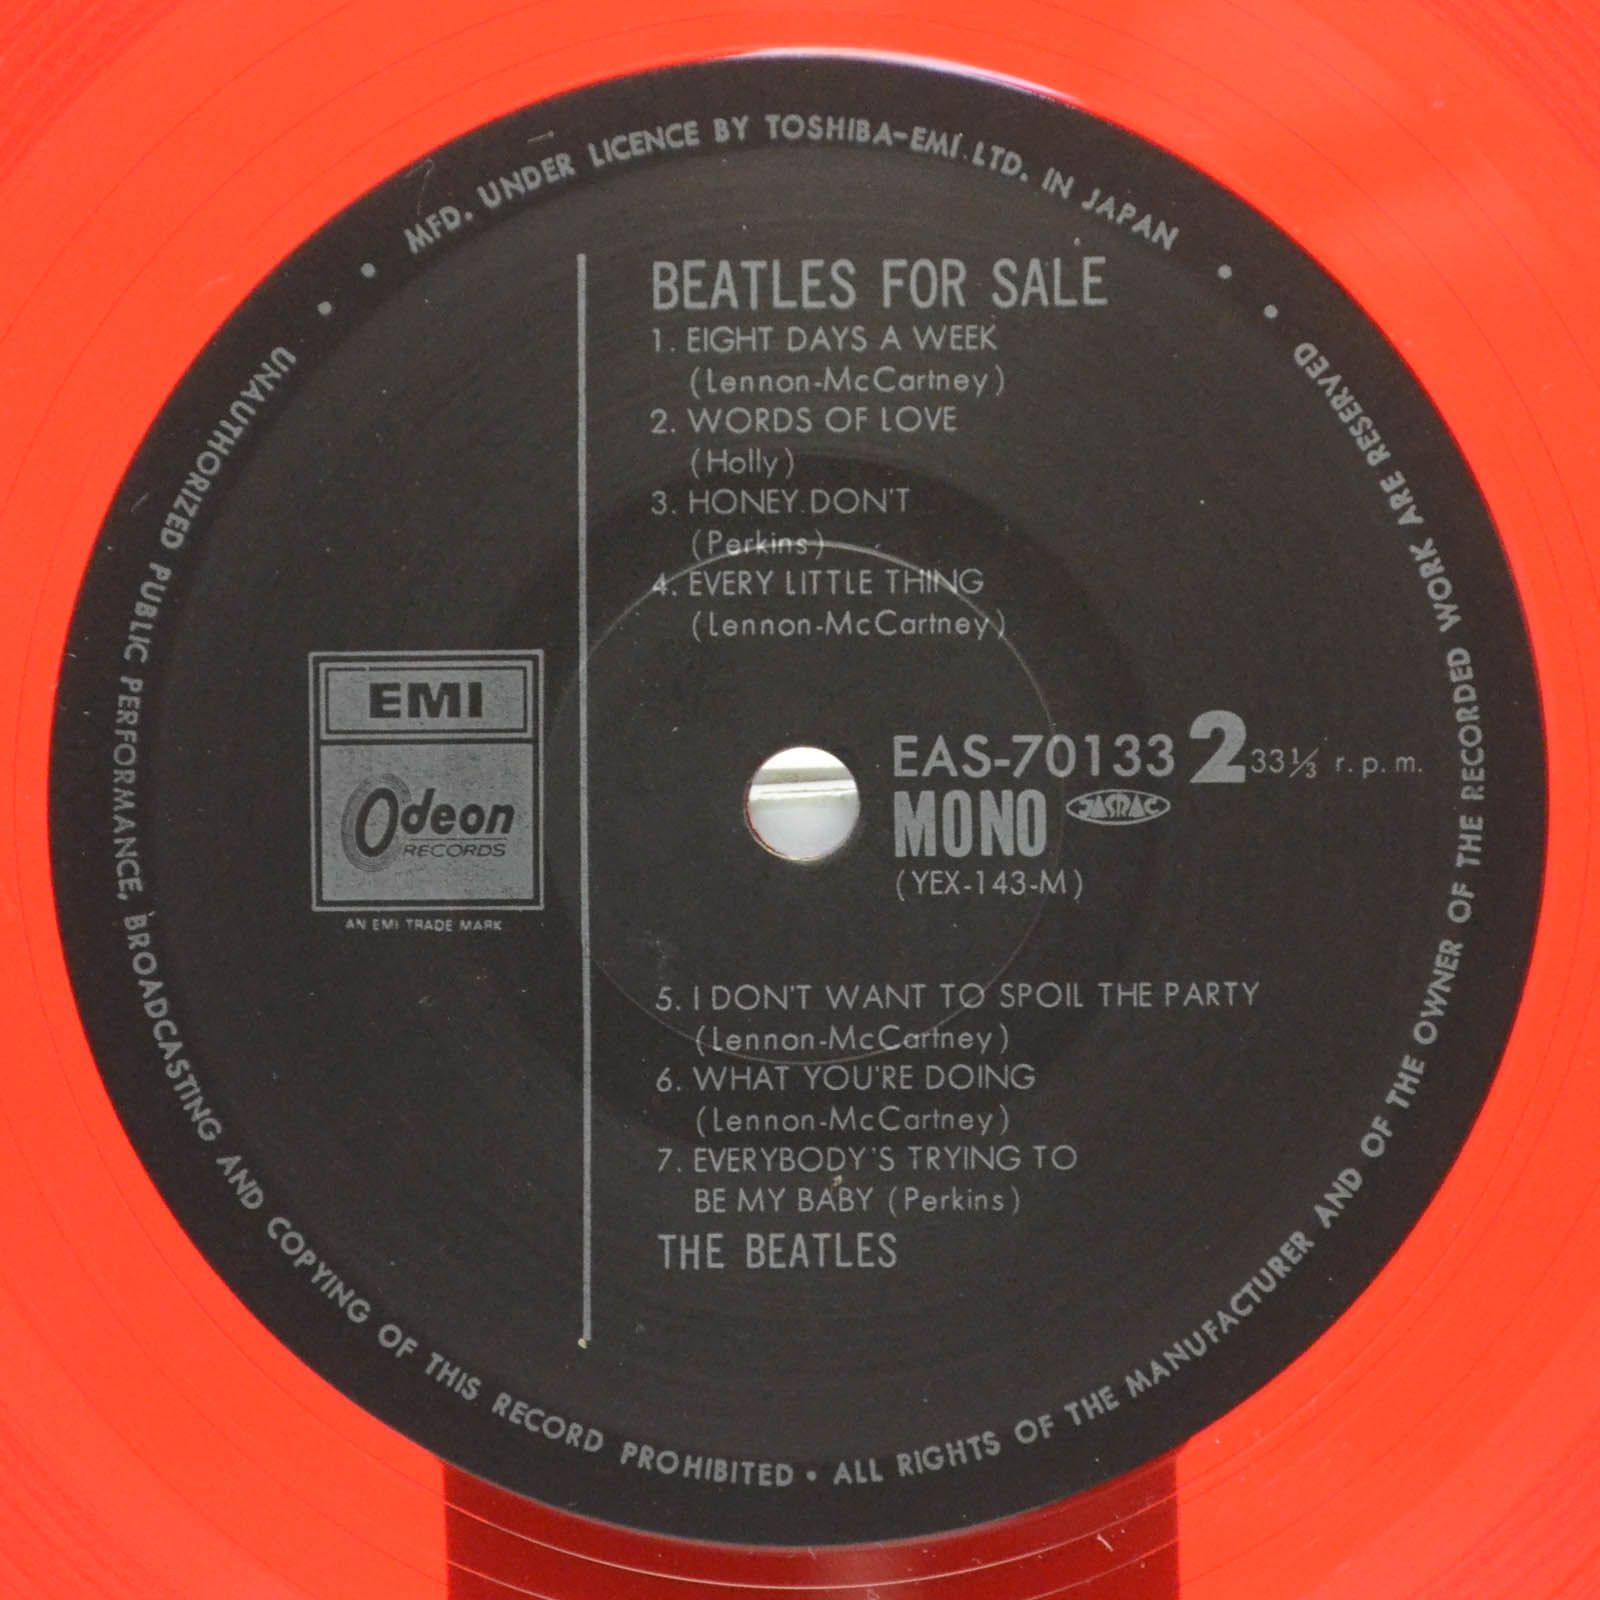 MFD. UNDER LICENCE BY TOSHIBA-EMI LTD. IN JAPAN
BEATLES FOR SALE
1. EIGHT DAYS A WEEK
(Lennon-McCartney)
2. WORDS OF LOVE
(Holly)
3. HONEY DON'T
(Perkins)
4. EVERY LITTLE THING
(Lennon-McCartney)
EMI
Odeon
RECORDS
AN EMI TRADE MARK
EAS-70133 2 33⅓ r.p.m.
MONO JASRAC
(YEX-143-M)
5. I DON'T WANT TO SPOIL THE PARTY
(Lennon-McCartney)
6. WHAT YOU'RE DOING
(Lennon-McCartney)
7. EVERYBODY'S TRYING TO
BE MY BABY (Perkins)
THE BEATLES
• UNAUTHORIZED PUBLIC PERFORMANCE, BROADCASTING AND COPYING OF THIS RECORD PROHIBITED • ALL RIGHTS OF THE MANUFACTURER AND OF THE OWNER OF THE RECORDED WORK ARE RESERVED •